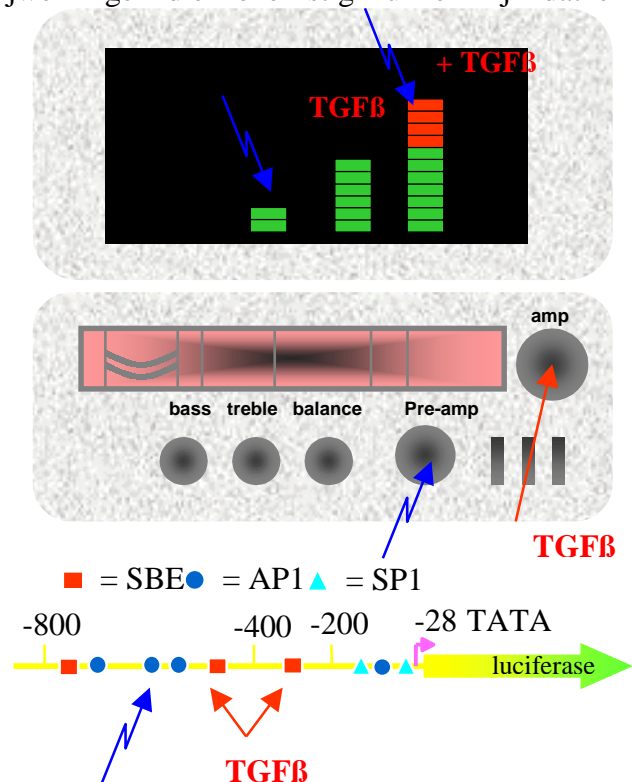 + TGFß
TGFß
amp
bass treble balance Pre-amp
TGFß
= SBE = AP1 = SP1
-800 -400 -200 -28 TATA
luciferase
TGFß